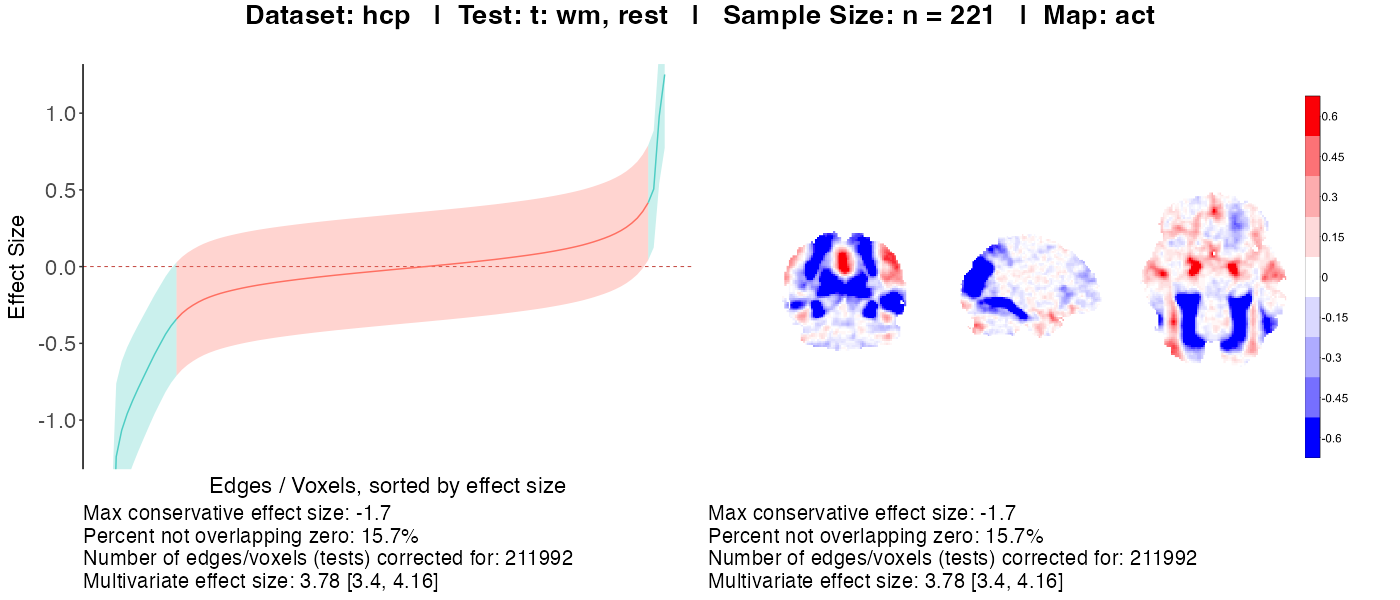 Dataset: hcp | Test: t: wm, rest | Sample Size: n = 221 | Map: act
Effect Size
1.0
0.5
0.0
-0.5
-1.0
Edges / Voxels, sorted by effect size
0.6
0.45
0.3
0.15
0
-0.15
-0.3
-0.45
-0.6
Max conservative effect size: -1.7
Percent not overlapping zero: 15.7%
Number of edges/voxels (tests) corrected for: 211992
Multivariate effect size: 3.78 [3.4, 4.16]
Max conservative effect size: -1.7
Percent not overlapping zero: 15.7%
Number of edges/voxels (tests) corrected for: 211992
Multivariate effect size: 3.78 [3.4, 4.16]